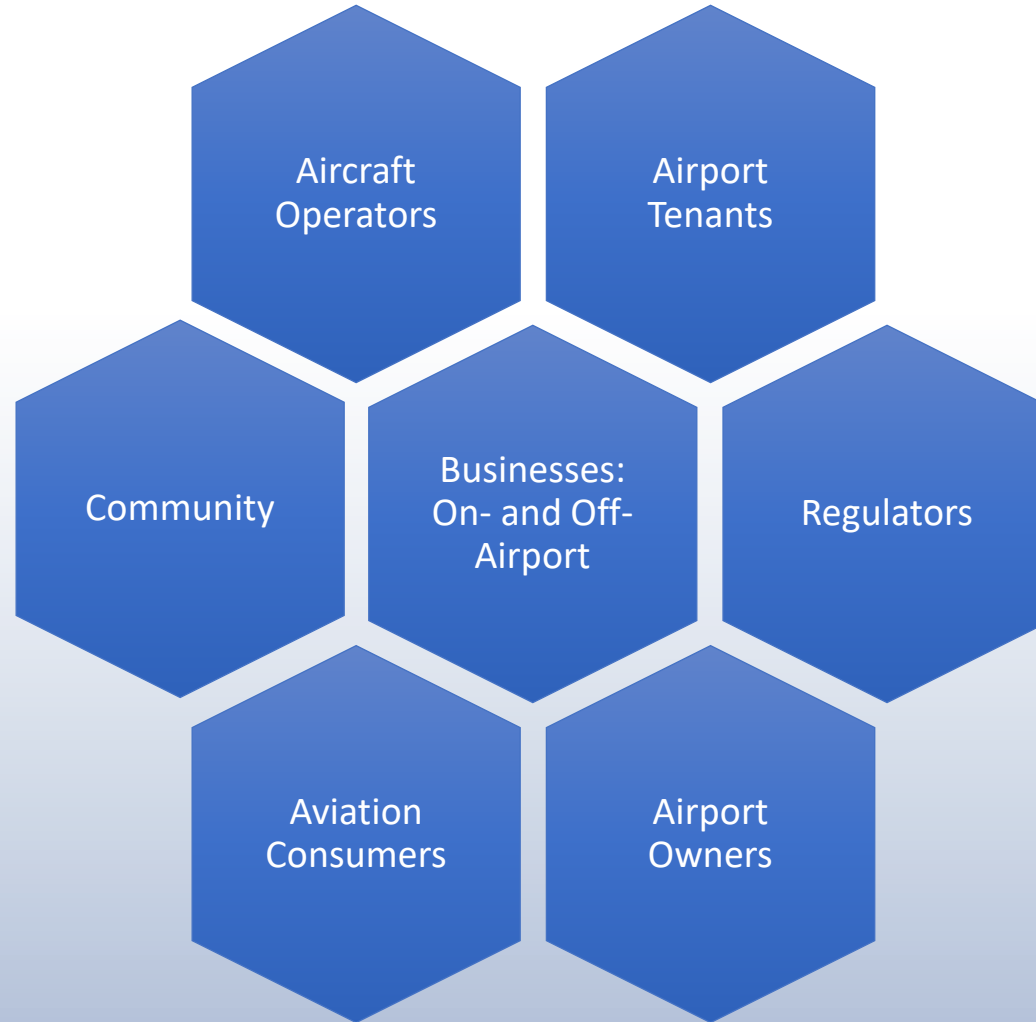 Aircraft
Operators
Airport
Tenants
Community
Businesses:
On- and Off-
Airport
Regulators
Aviation
Consumers
Airport
Owners